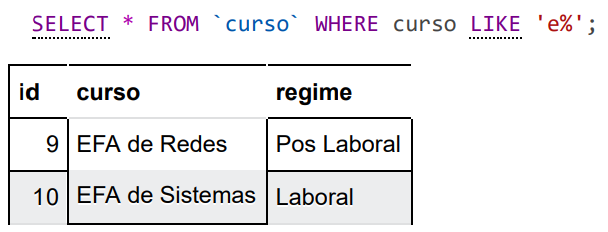 SELECT * FROM `curso` WHERE curso LIKE 'e%';
id curso regime
9 EFA de Redes Pos Laboral
10 EFA de Sistemas Laboral